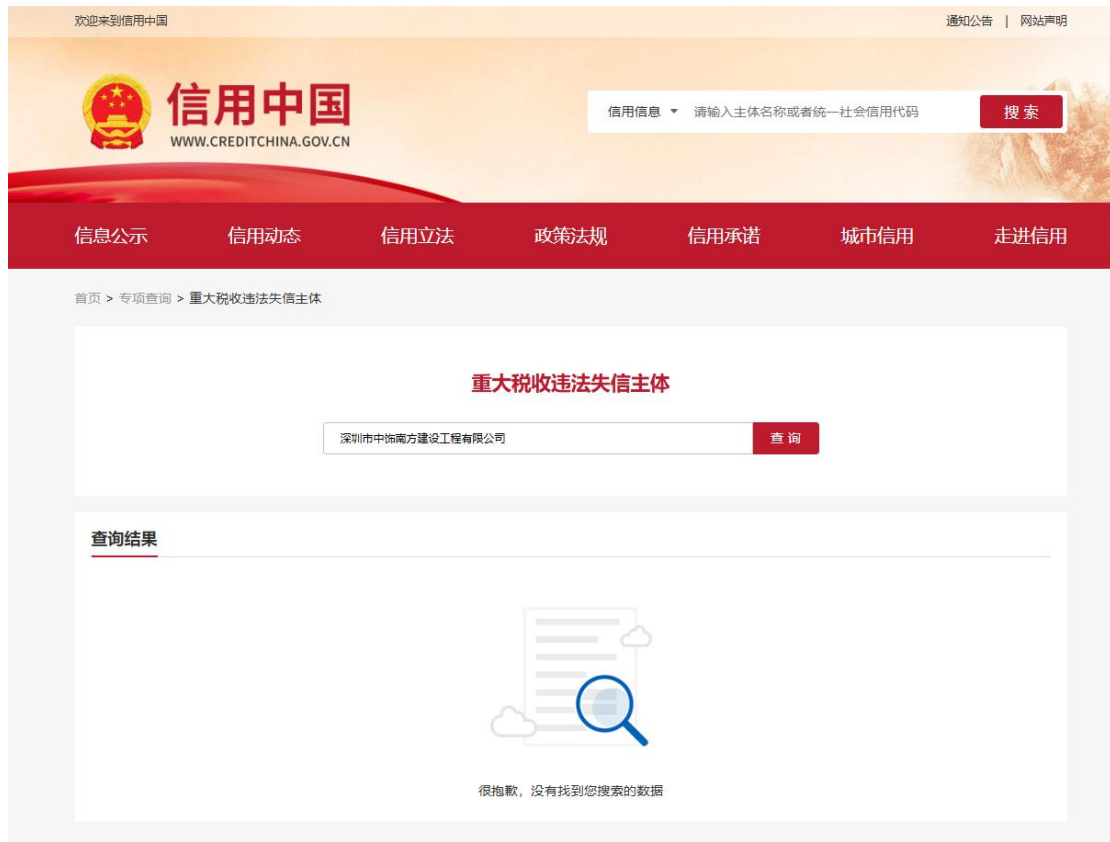 欢迎来到信用中国
通知公告 | 网站声明
信用中国
WWW.CREDITCHINA.GOV.CN
信用信息 请输入主体名称或者统一社会信用代码 搜索
信息公示 信用动态 信用立法 政策法规 信用承诺 城市信用 走进信用
首页 > 专项查询 > 重大税收违法失信主体
重大税收违法失信主体
深圳市中饰南方建设工程有限公司 查询
查询结果
很抱歉，没有找到您搜索的数据